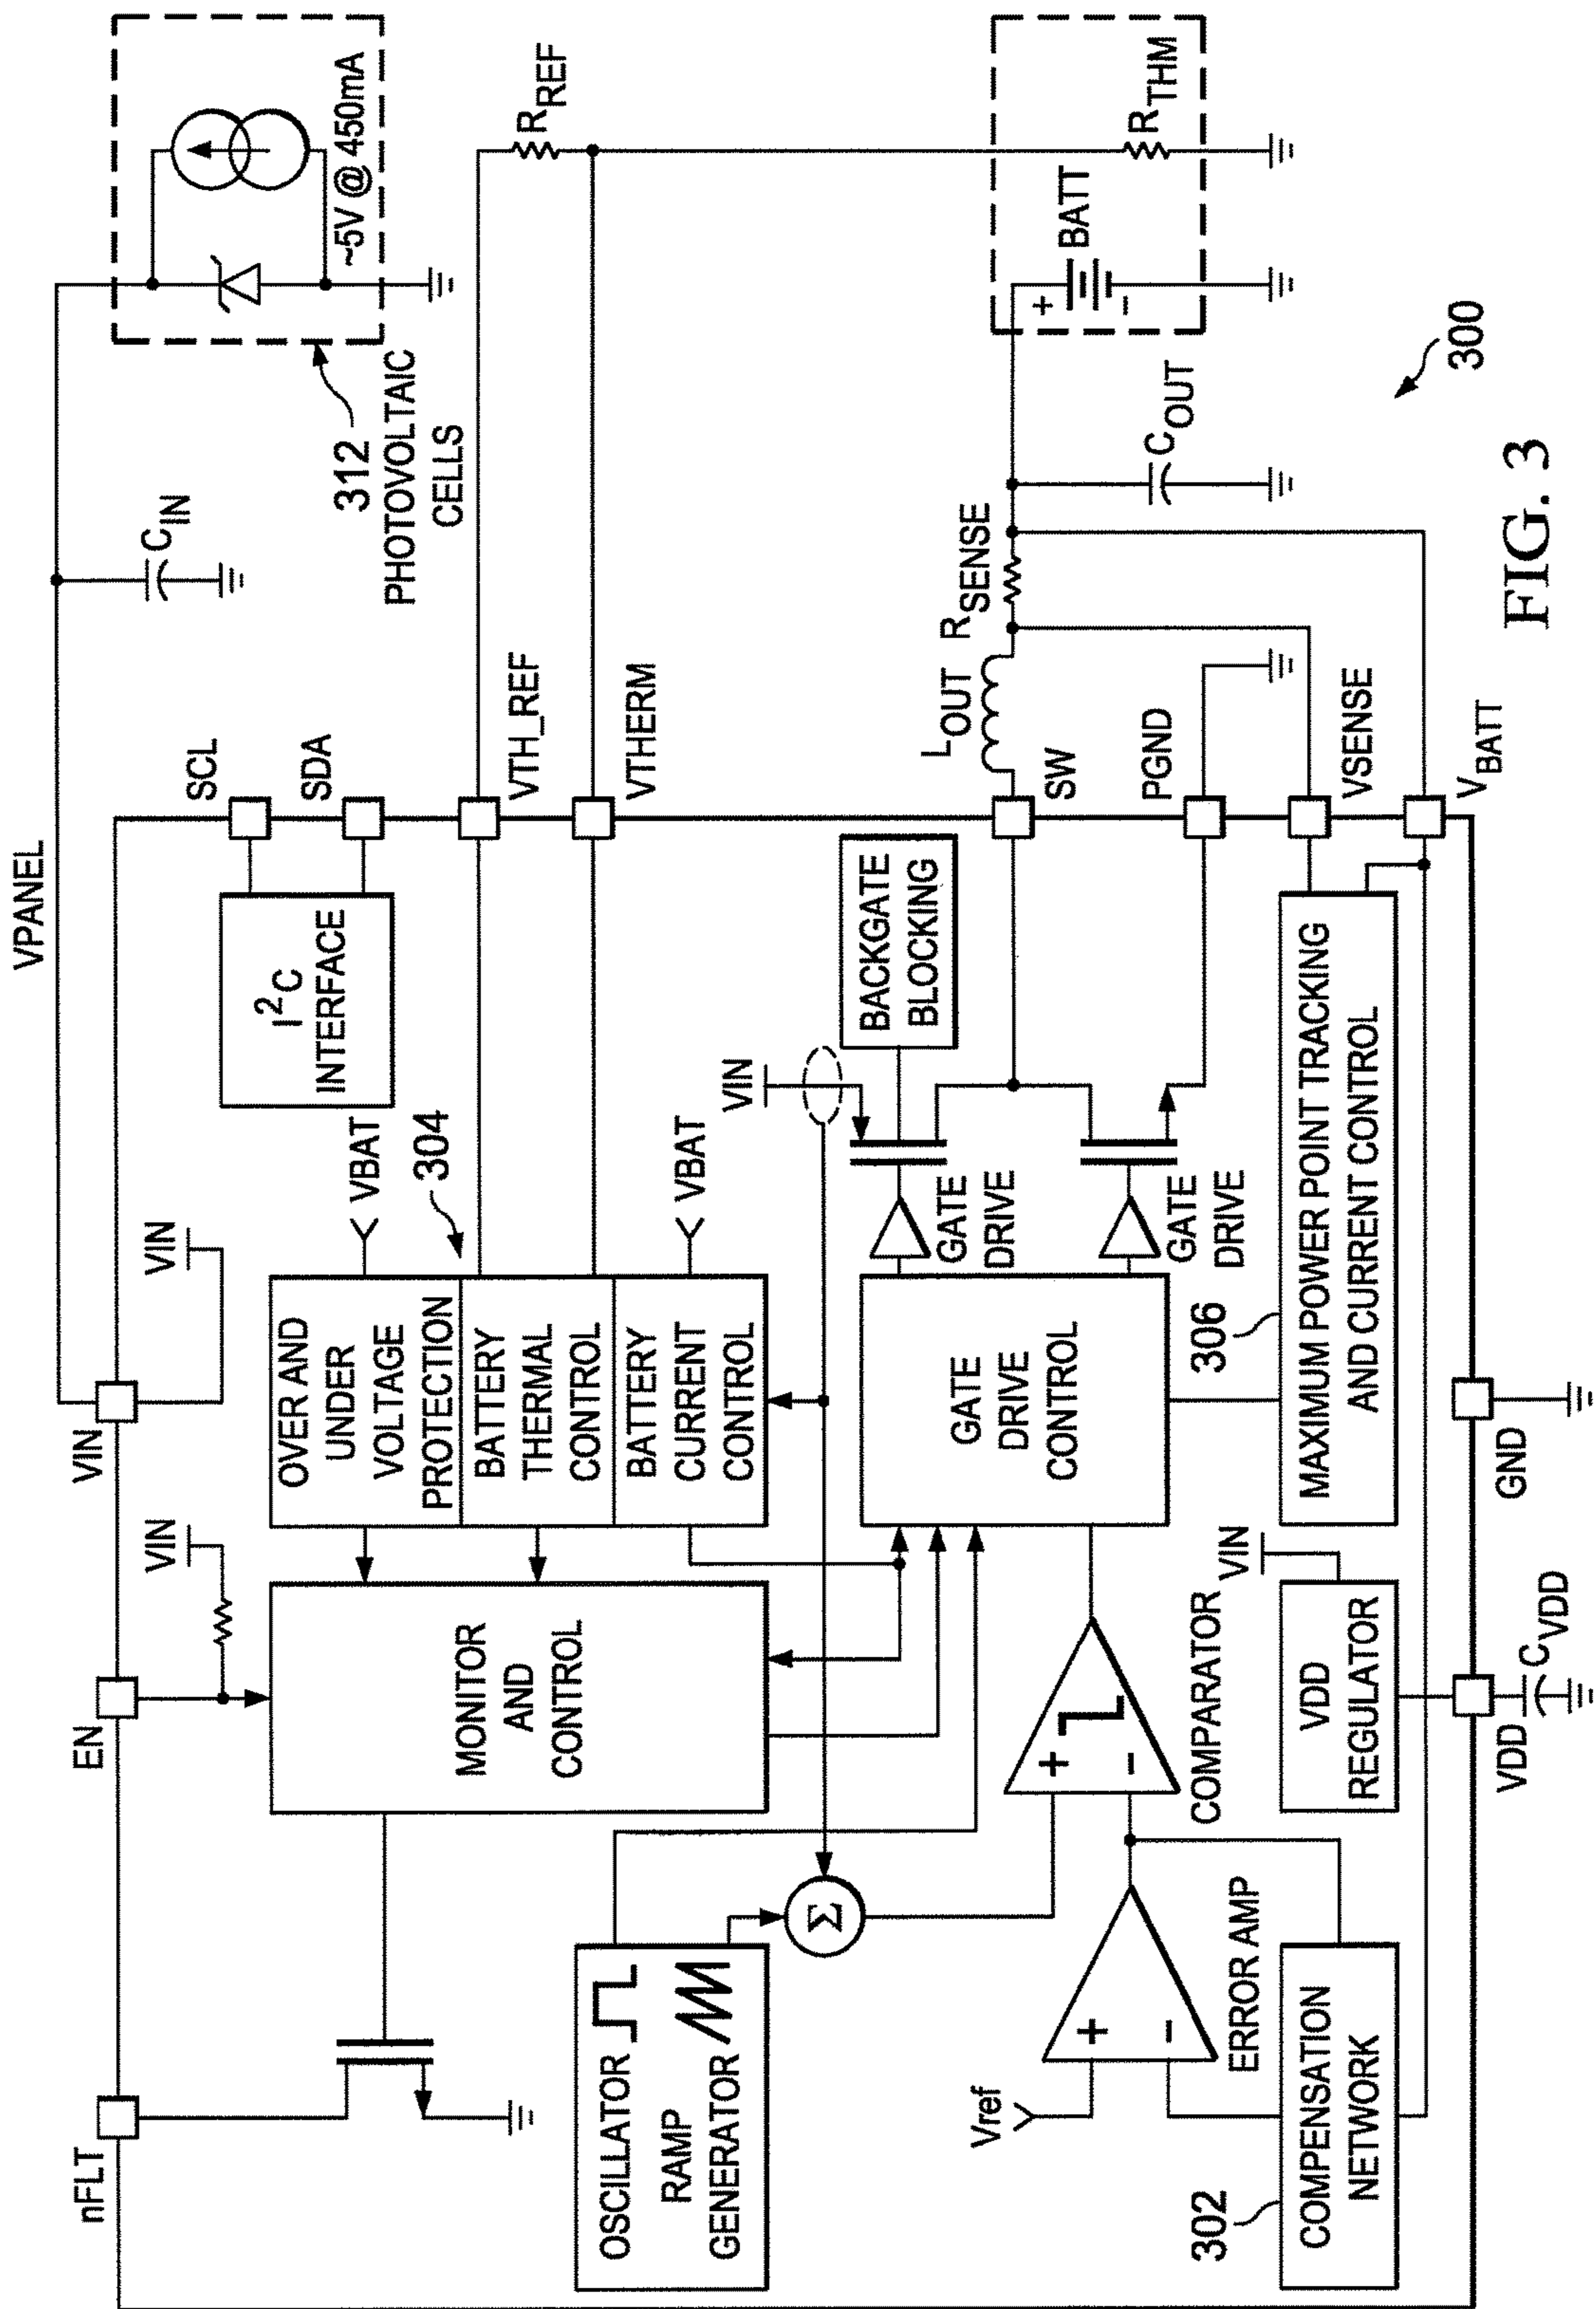 nFLT
EN
VIN
VIN
VIN
VPANEL
C_IN
312
PHOTOVOLTAIC
CELLS
~5V @ 450mA
SCL
SDA
VTH_REF
VTHERM
R_REF
R_THM
BATT
+
-
I²C
INTERFACE
VBAT
304
VBAT
OVER AND
UNDER
VOLTAGE
PROTECTION
BATTERY
THERMAL
CONTROL
BATTERY
CURRENT
CONTROL
MONITOR
AND
CONTROL
OSCILLATOR
RAMP
GENERATOR
Σ
VIN
BACKGATE
BLOCKING
GATE
DRIVE
GATE
DRIVE
GATE
DRIVE
CONTROL
SW
PGND
VSENSE
V_BATT
L_OUT
R_SENSE
C_OUT
+
-
COMPARATOR
Vref
+
-
ERROR AMP
302
COMPENSATION
NETWORK
VIN
VDD
REGULATOR
306
MAXIMUM POWER POINT TRACKING
AND CURRENT CONTROL
VDD
C_VDD
GND
300
FIG. 3